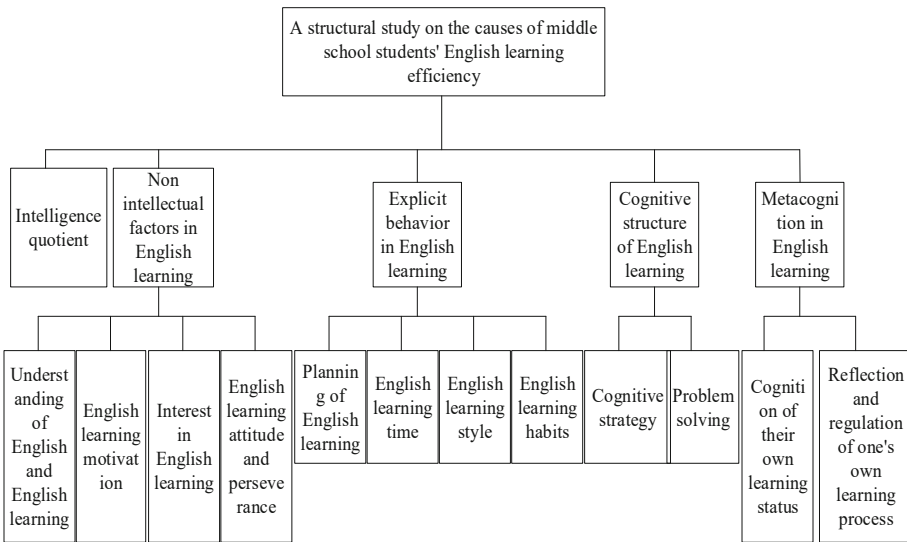 A structural study on the causes of middle
school students' English learning
efficiency
Intelligence
quotient
Non
intellectual
factors in
English
learning
Explicit
behavior
in English
learning
Cognitive
structure
of English
learning
Metacogni
tion in
English
learning
Underst
anding
of
English
and
English
learning
English
learning
motivat
ion
Interest
in
English
learning
English
learning
attitude
and
perseve
rance
Plannin
g of
English
learning
English
learning
time
English
learning
style
English
learning
habits
Cognitive
strategy
Problem
solving
Cogniti
on of
their
own
learning
status
Reflection
and
regulation
of one's
own
learning
process